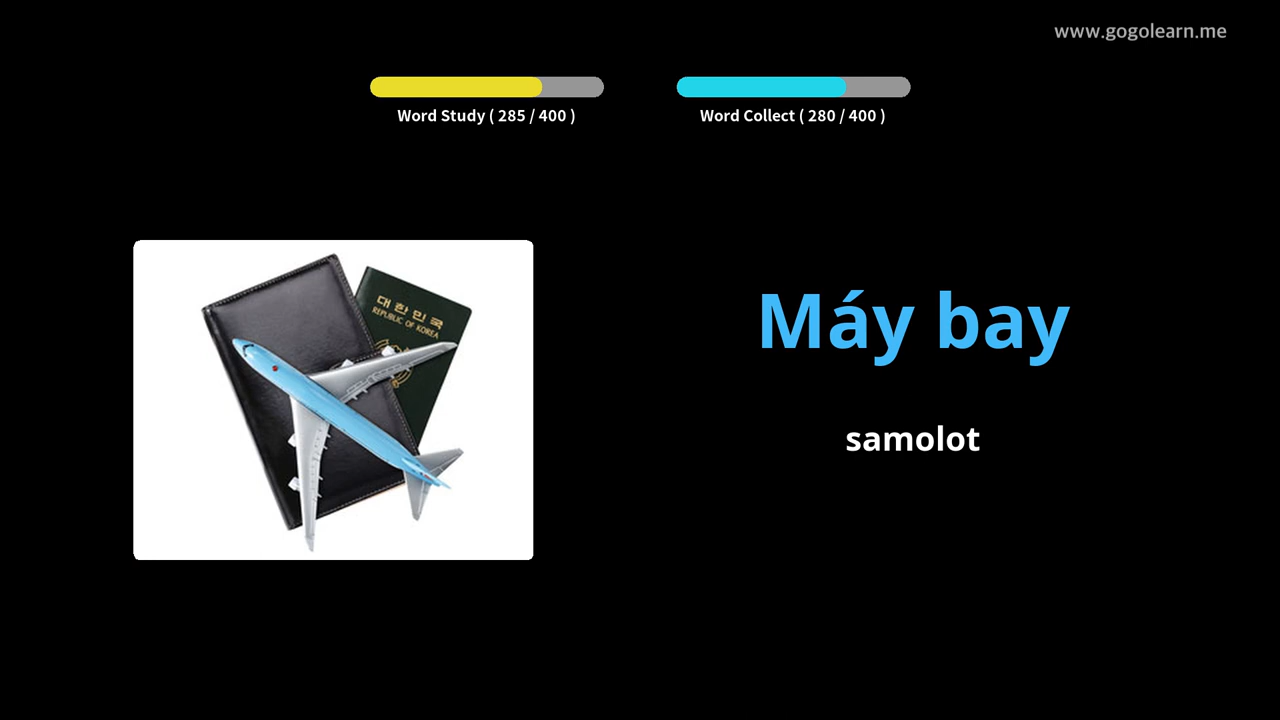 www.gogolearn.me
Word Study ( 285 / 400 )
Word Collect ( 280 / 400 )
대한민국
REPUBLIC OF KOREA
Máy bay
samolot